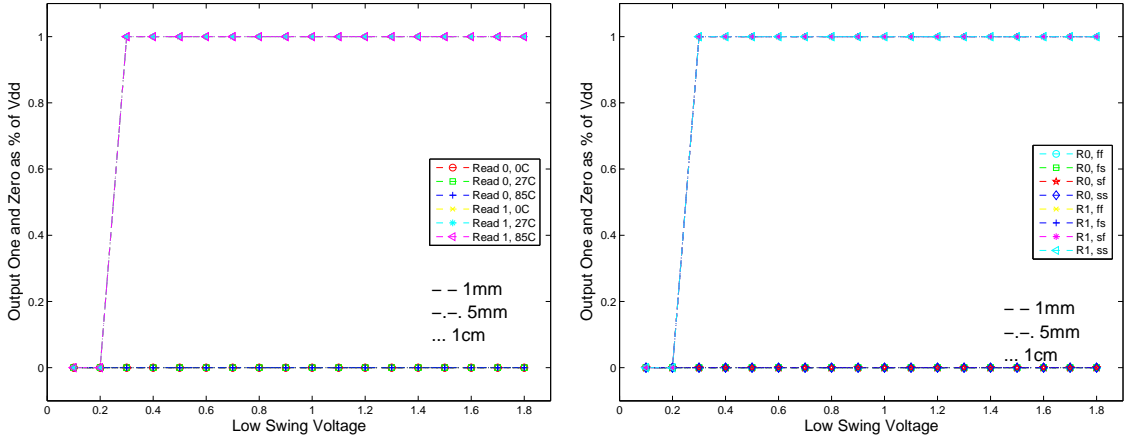 Output One and Zero as % of Vdd
1
0.8
0.6
0.4
0.2
0
0 0.2 0.4 0.6 0.8 1 1.2 1.4 1.6 1.8
Low Swing Voltage
Read 0, 0C
Read 0, 27C
Read 0, 85C
Read 1, 0C
Read 1, 27C
Read 1, 85C
1mm
5mm
... 1cm
Output One and Zero as % of Vdd
1
0.8
0.6
0.4
0.2
0
0 0.2 0.4 0.6 0.8 1 1.2 1.4 1.6 1.8
Low Swing Voltage
R0, ff
R0, fs
R0, sf
R0, ss
R1, ff
R1, fs
R1, sf
R1, ss
1mm
5mm
... 1cm